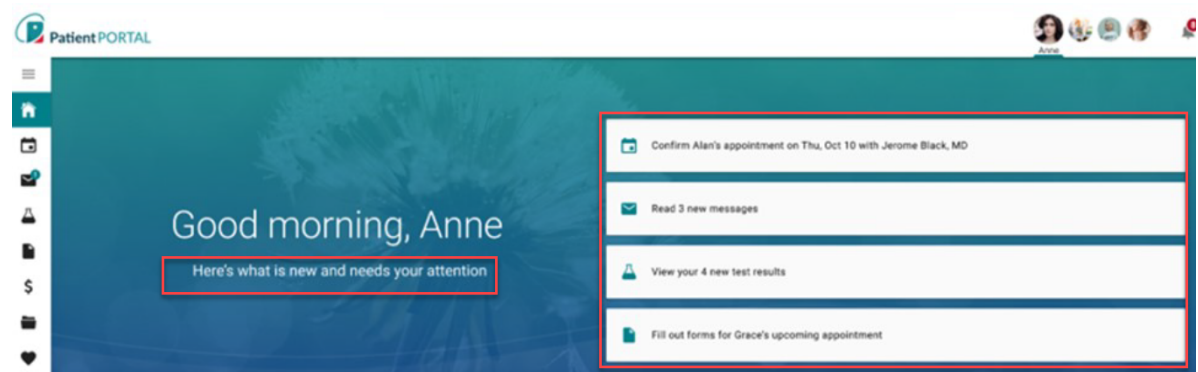 Patient PORTAL
Anne
Good morning, Anne
Here's what is new and needs your attention
Confirm Alan's appointment on Thu, Oct 10 with Jerome Black, MD
Read 3 new messages
View your 4 new test results
Fill out forms for Grace's upcoming appointment